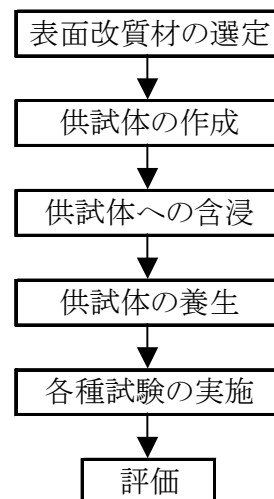 表面改質材の選定
供試体の作成
供試体への含浸
供試体の養生
各種試験の実施
評価